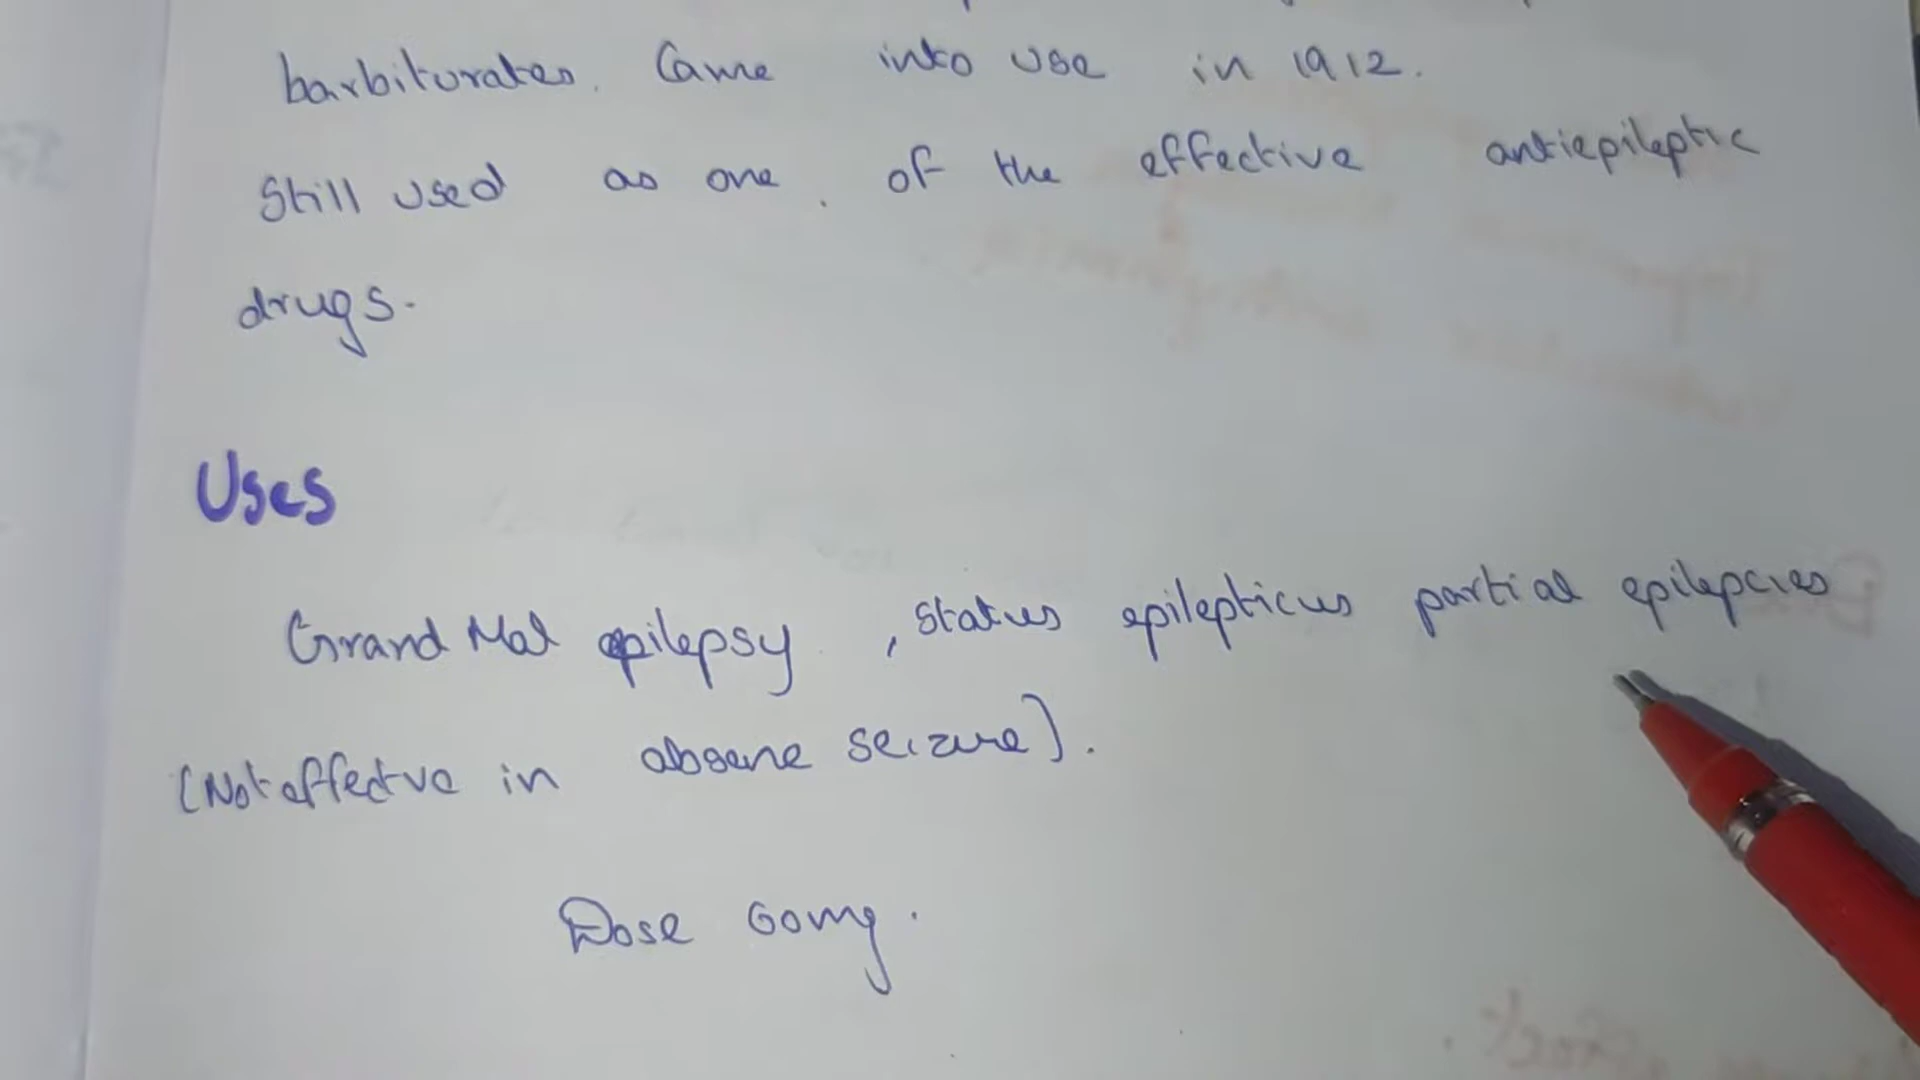 barbiturates. Came into use in 1912.
Still used as one of the effective antiepileptic
drugs.
Uses
Grand Mal epilepsy, status epilepticus partial epilepcies
(Not effectve in absene seizure).
Dose 60mg.